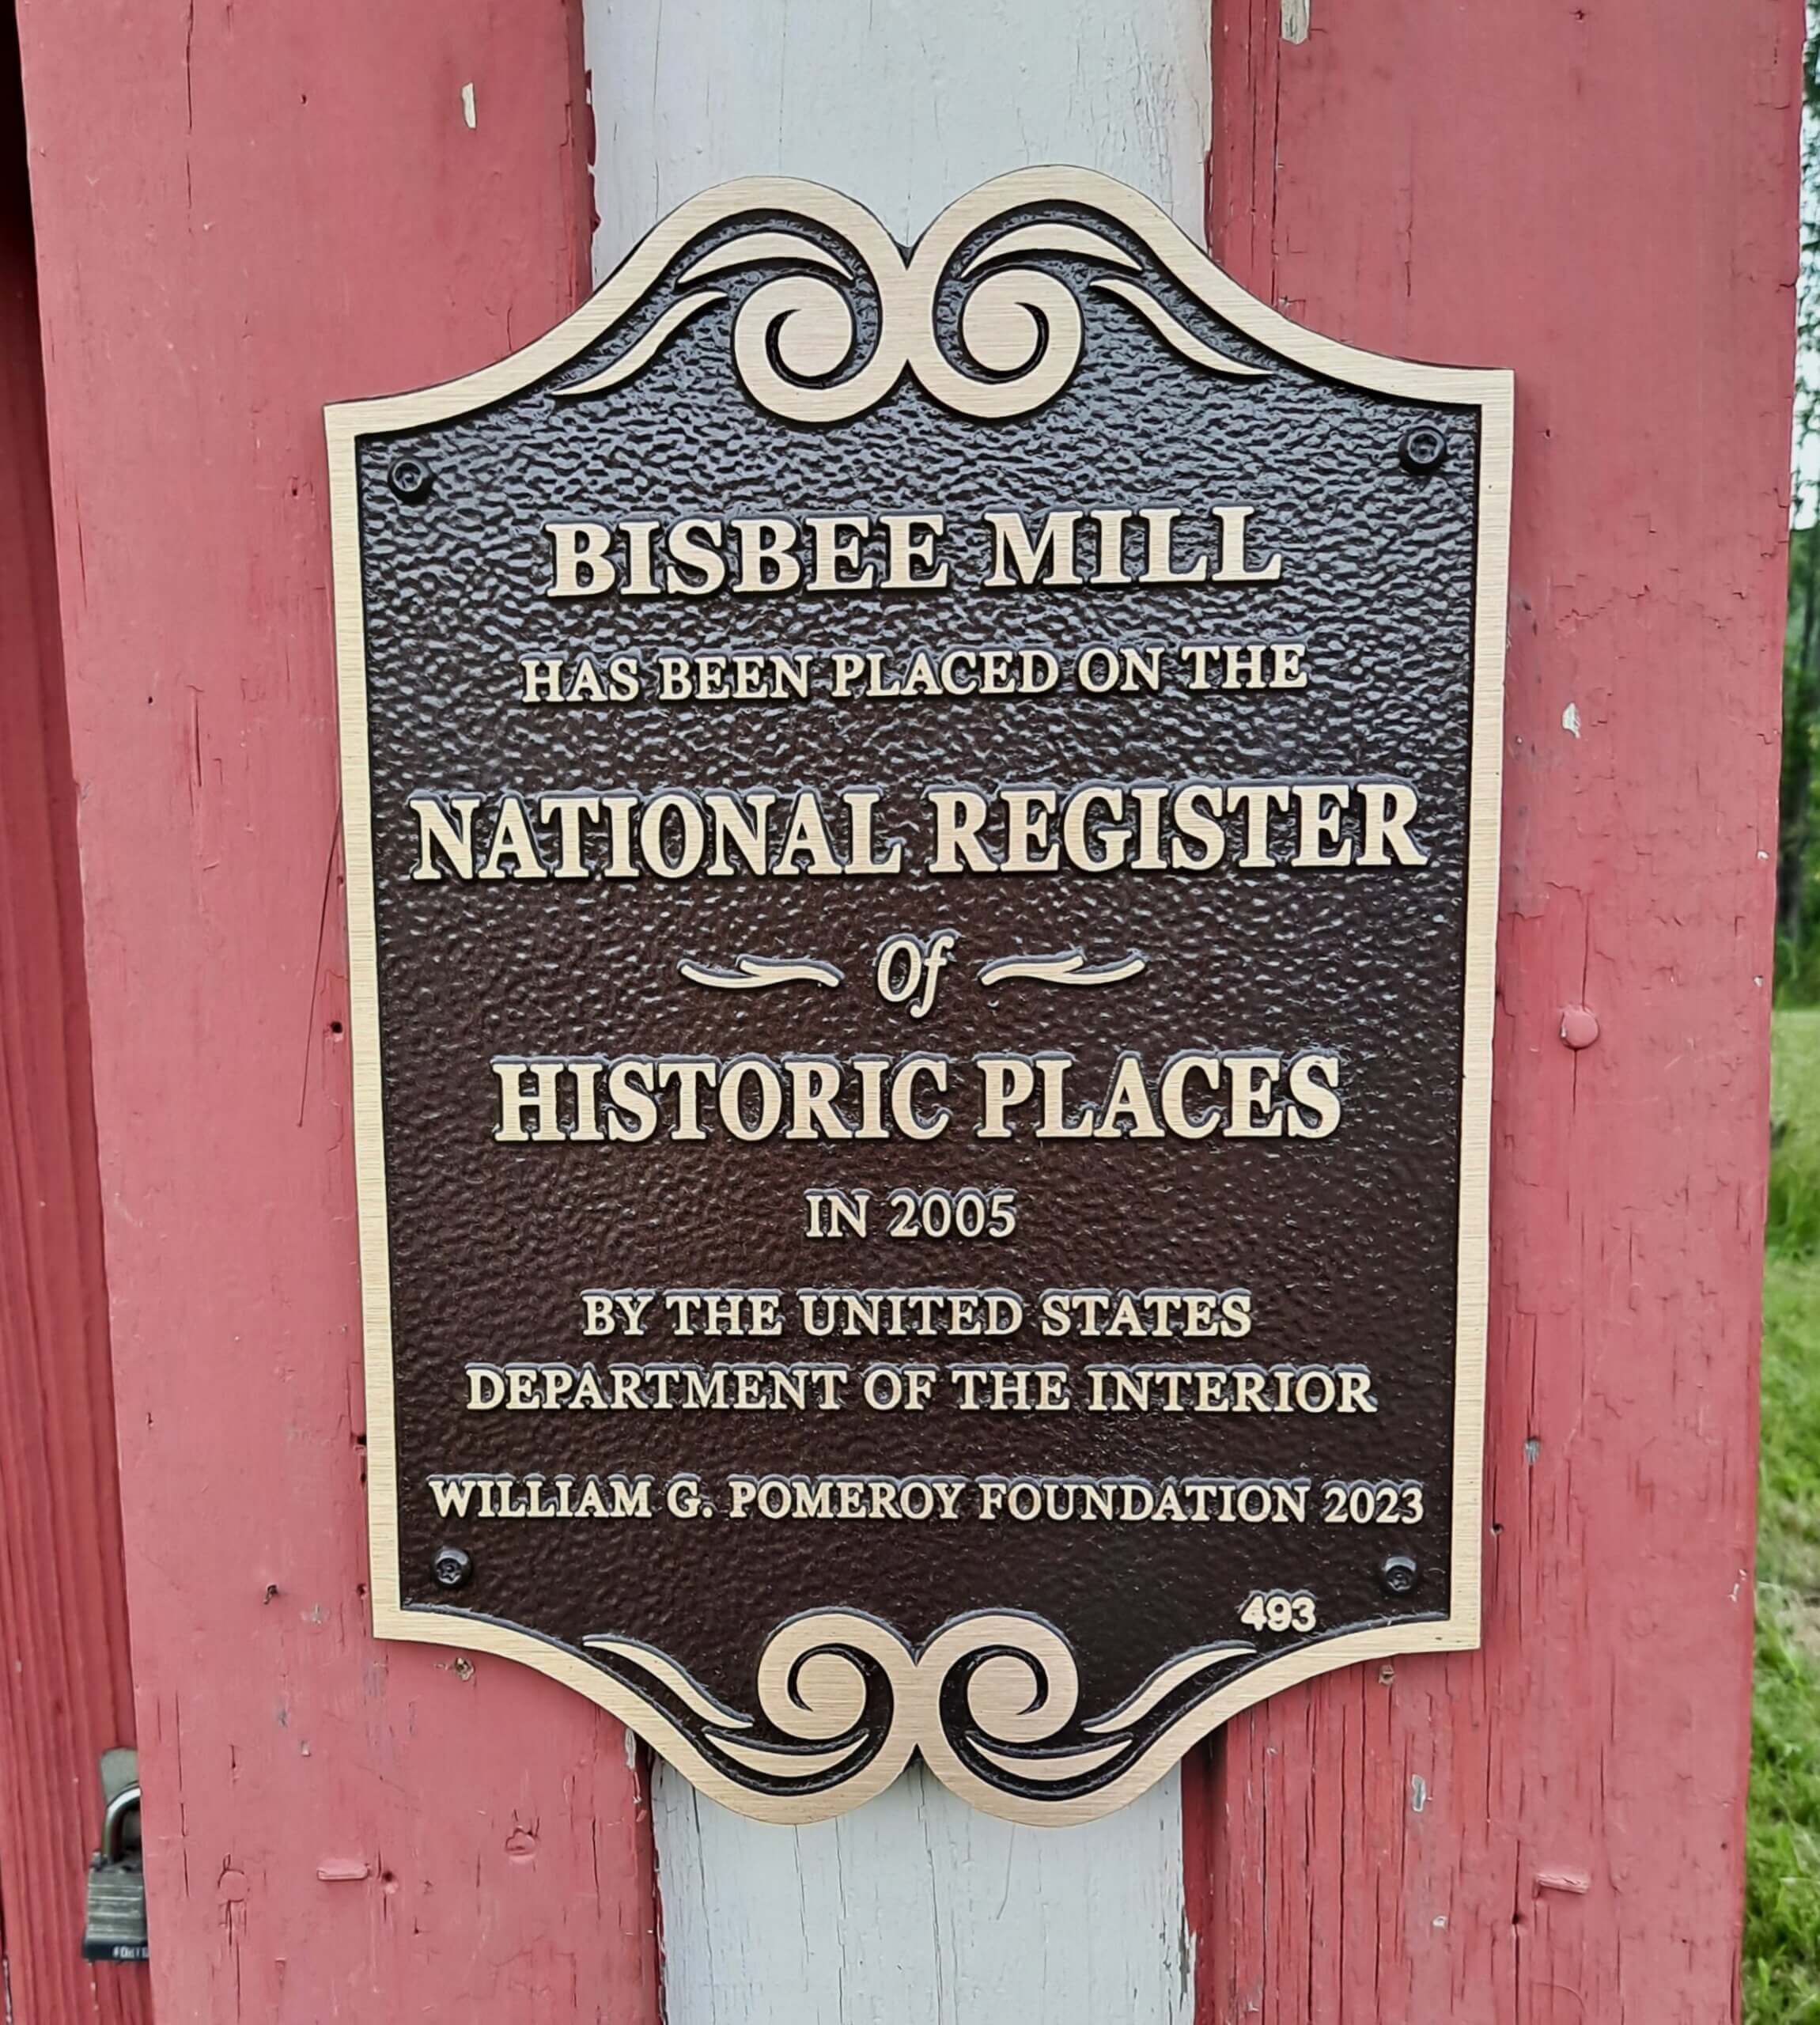 BISBEE MILL
HAS BEEN PLACED ON THE
NATIONAL REGISTER
Of
HISTORIC PLACES
IN 2005
BY THE UNITED STATES
DEPARTMENT OF THE INTERIOR
WILLIAM G. POMEROY FOUNDATION 2023
493